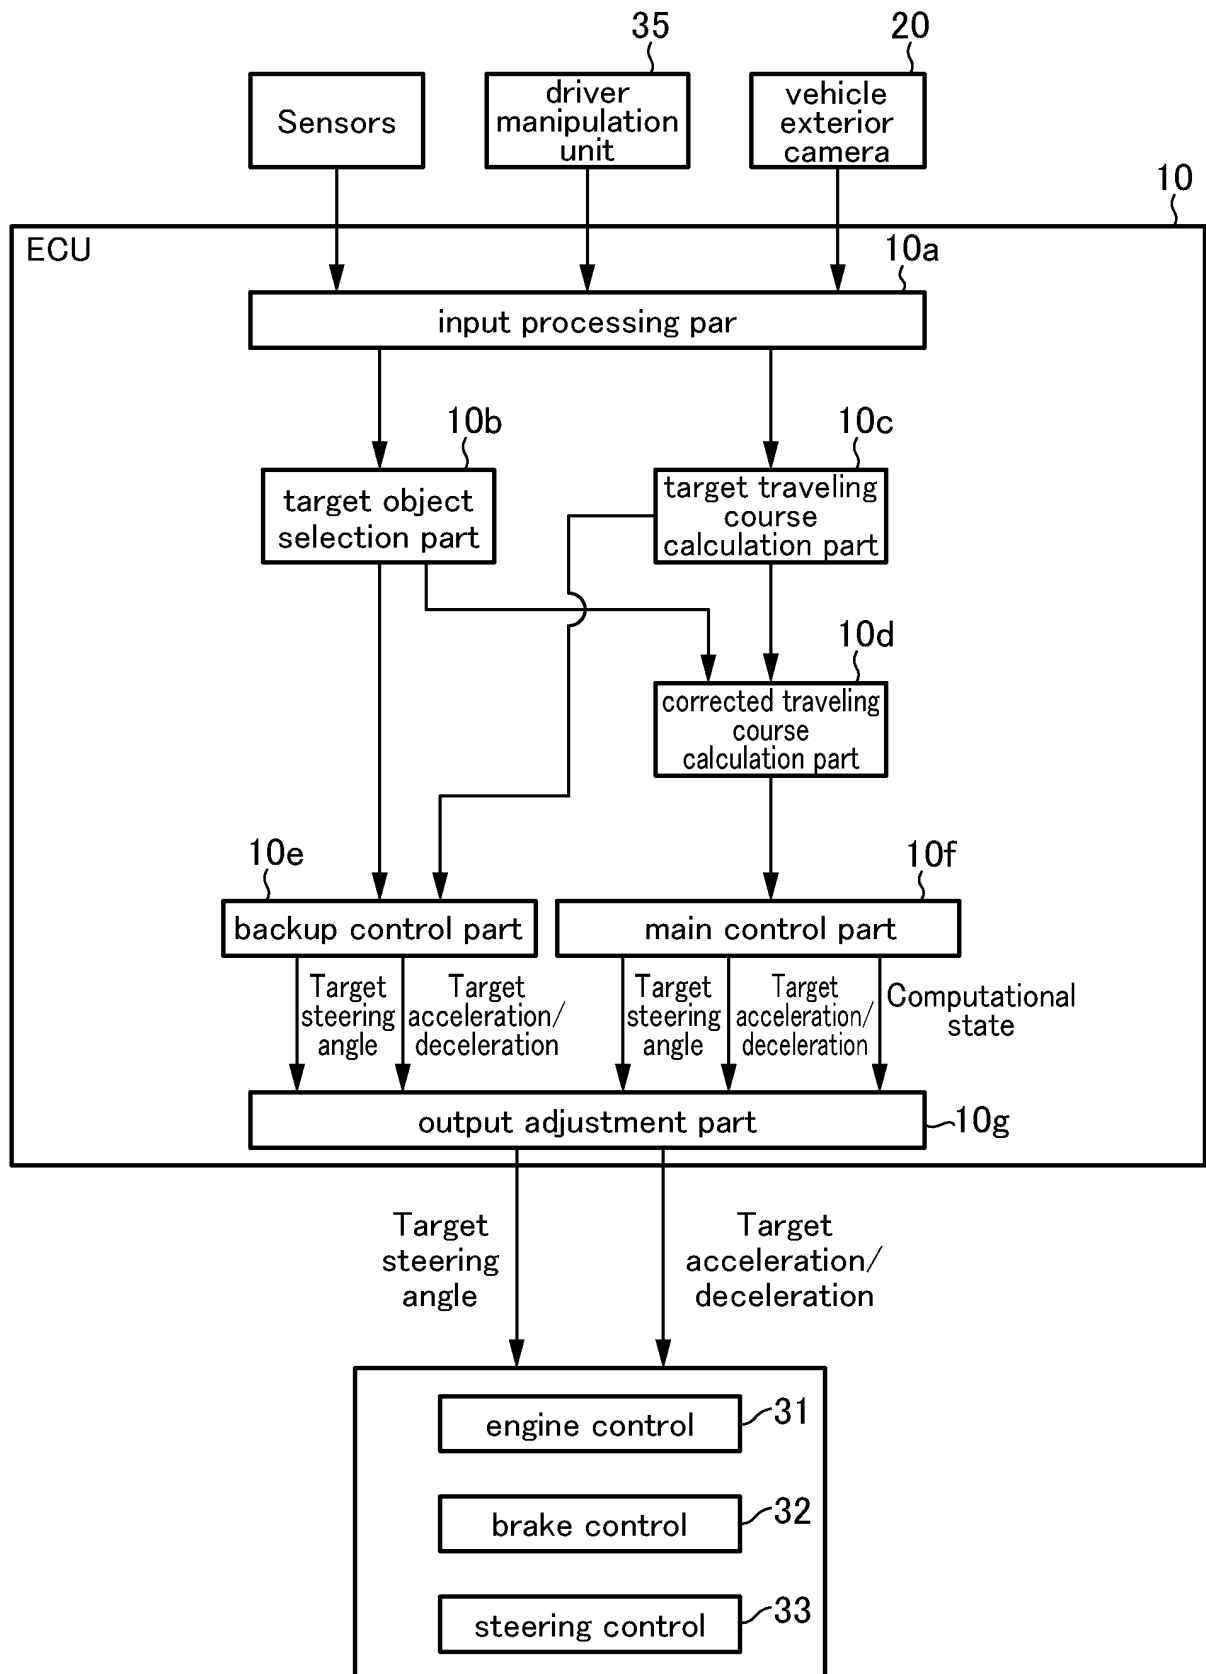 35
20
Sensors
driver
manipulation
unit
vehicle
exterior
camera
10
ECU
10a
input processing par
10b
10c
target object
selection part
target traveling
course
calculation part
10d
corrected traveling
course
calculation part
10e
10f
backup control part
main control part
Target
steering
angle
Target
acceleration/
deceleration
Target
steering
angle
Target
acceleration/
deceleration
Computational
state
output adjustment part
10g
Target
steering
angle
Target
acceleration/
deceleration
engine control
31
brake control
32
steering control
33